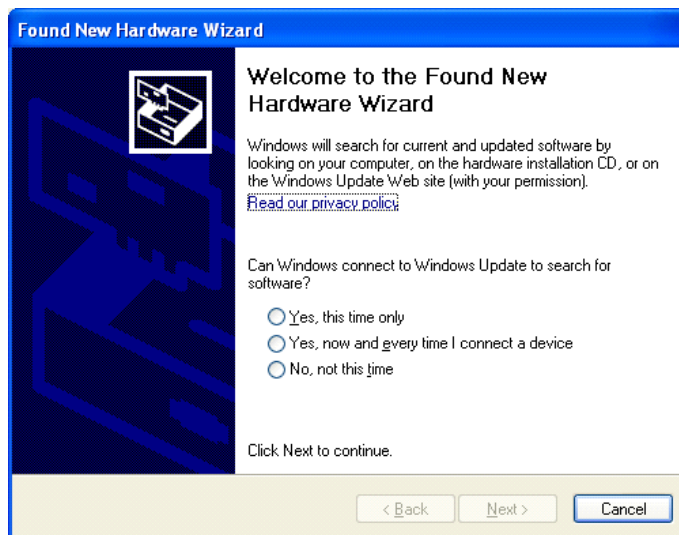 Found New Hardware Wizard
Welcome to the Found New
Hardware Wizard
Windows will search for current and updated software by
looking on your computer, on the hardware installation CD, or on
the Windows Update Web site (with your permission).
Read our privacy policy
Can Windows connect to Windows Update to search for
software?
Yes, this time only
Yes, now and every time I connect a device
No, not this time
Click Next to continue.
< Back
Next >
Cancel